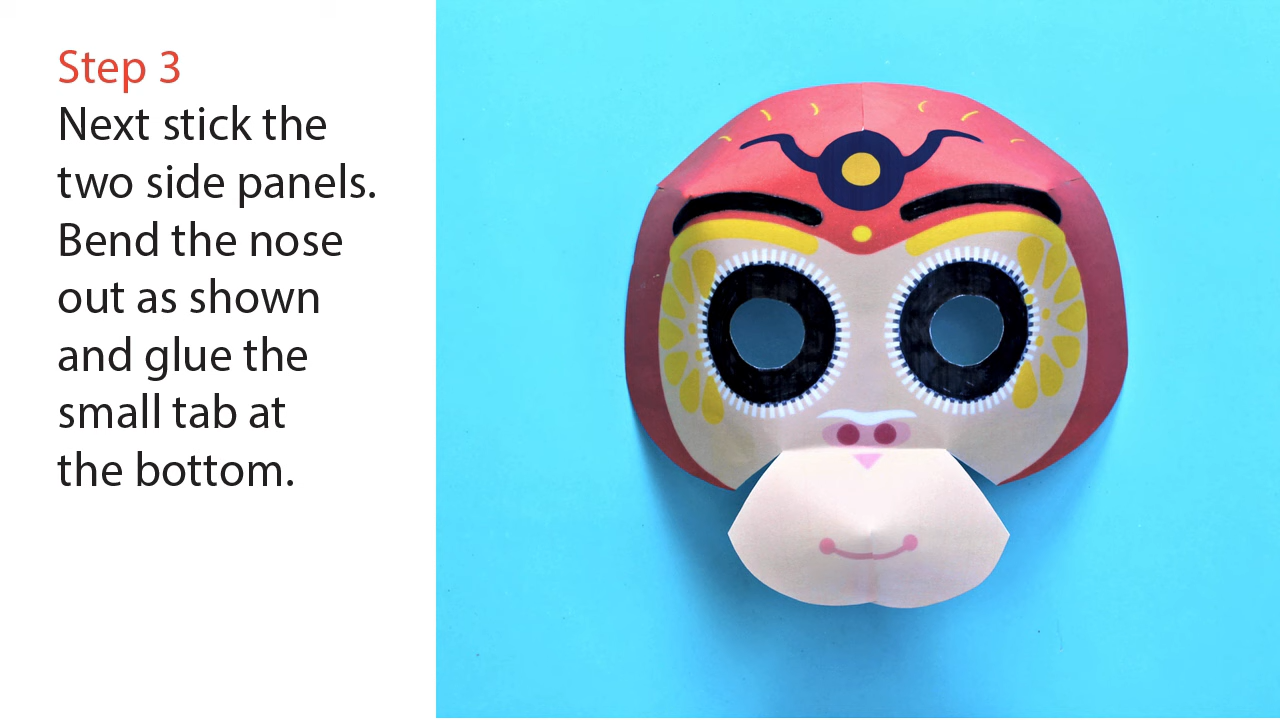 Step 3
Next stick the
two side panels.
Bend the nose
out as shown
and glue the
small tab at
the bottom.